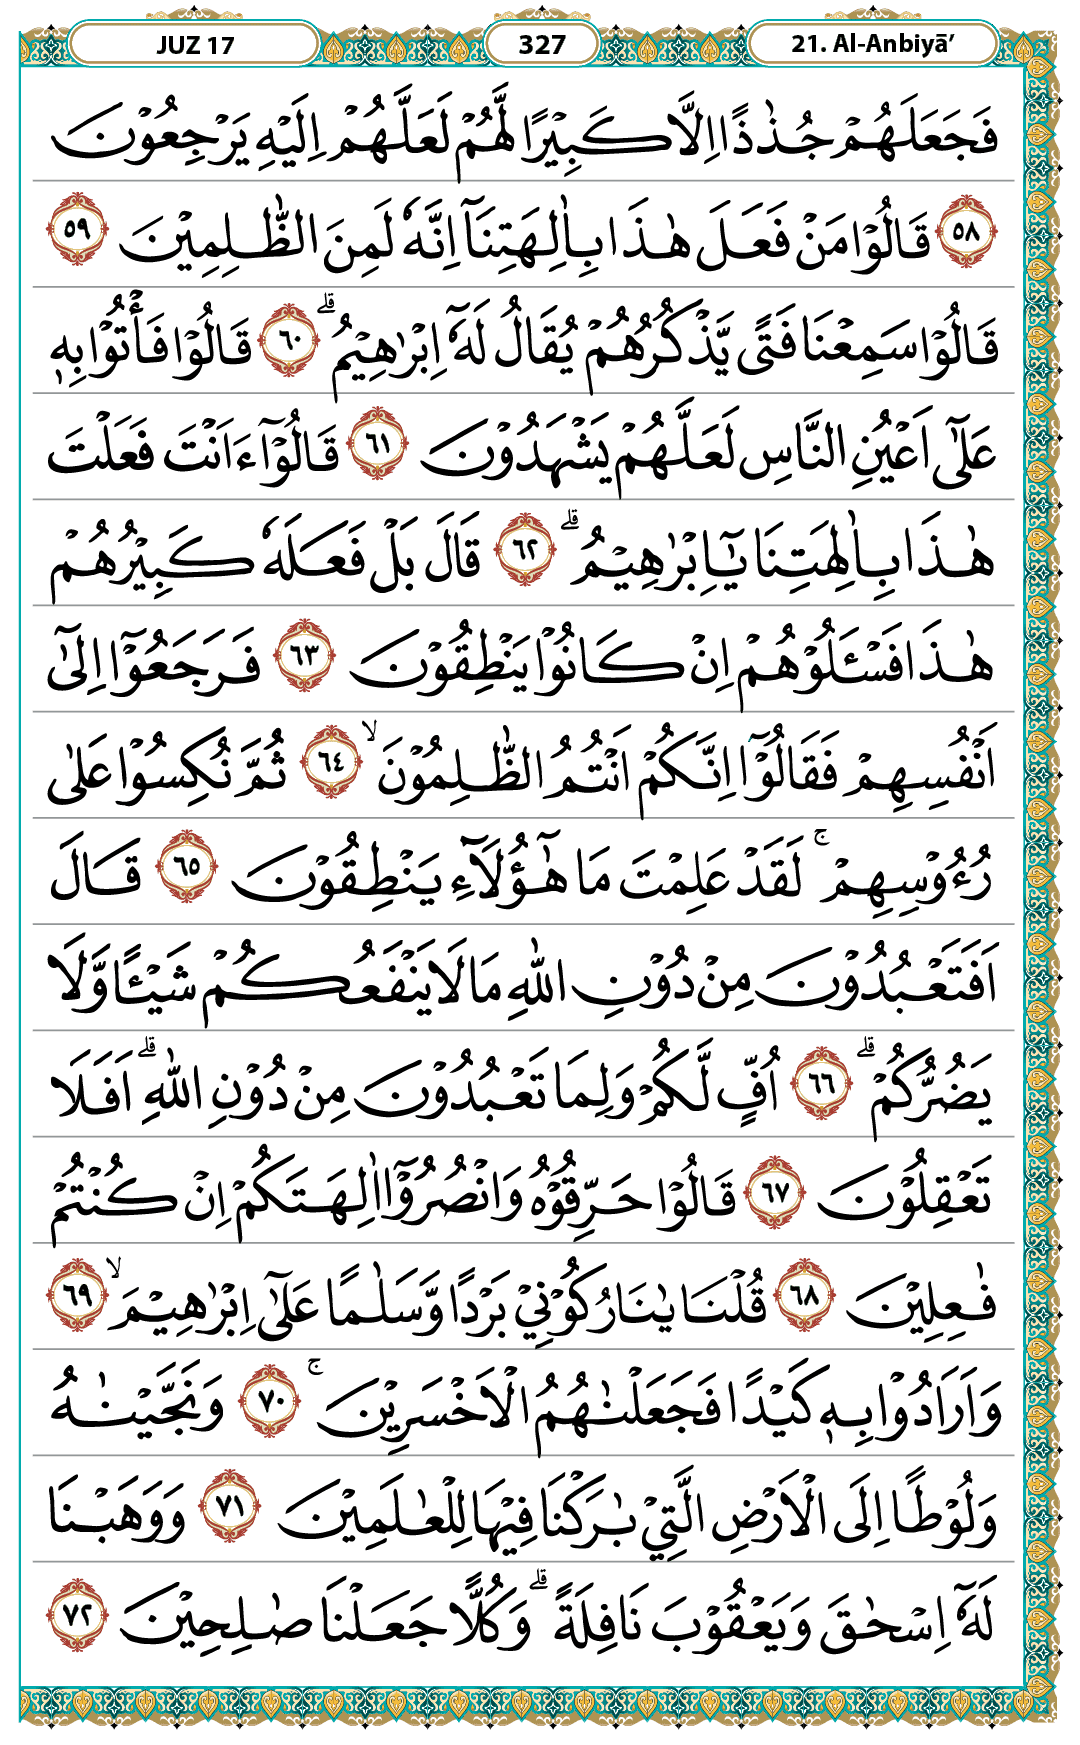 JUZ 17
327
21. Al-Anbiyā’
فَجَعَلَهُمْ جُذٰذًا اِلَّا كَبِيْرًا لَّهُمْ لَعَلَّهُمْ اِلَيْهِ يَرْجِعُوْنَ
٥٨ قَالُوْا مَنْ فَعَلَ هٰذَا بِاٰلِهَتِنَآ اِنَّهٗ لَمِنَ الظّٰلِمِيْنَ ٥٩
قَالُوْا سَمِعْنَا فَتًى يَّذْكُرُهُمْ يُقَالُ لَهٗٓ اِبْرٰهِيْمُ ۗ ٦٠ قَالُوْا فَأْتُوْا بِهٖ
عَلٰٓى اَعْيُنِ النَّاسِ لَعَلَّهُمْ يَشْهَدُوْنَ ٦١ قَالُوْٓا ءَاَنْتَ فَعَلْتَ
هٰذَا بِاٰلِهَتِنَا يٰٓاِبْرٰهِيْمُ ۗ ٦٢ قَالَ بَلْ فَعَلَهٗ كَبِيْرُهُمْ
هٰذَا فَسْـَٔلُوْهُمْ اِنْ كَانُوْا يَنْطِقُوْنَ ٦٣ فَرَجَعُوْٓا اِلٰٓى
اَنْفُسِهِمْ فَقَالُوْٓا اِنَّكُمْ اَنْتُمُ الظّٰلِمُوْنَ ۙ ٦٤ ثُمَّ نُكِسُوْا عَلٰى
رُءُوْسِهِمْ ۚ لَقَدْ عَلِمْتَ مَا هٰٓؤُلَاۤءِ يَنْطِقُوْنَ ٦٥ قَالَ
اَفَتَعْبُدُوْنَ مِنْ دُوْنِ اللّٰهِ مَا لَا يَنْفَعُكُمْ شَيْـًٔا وَّلَا
يَضُرُّكُمْ ۗ ٦٦ اُفٍّ لَّكُمْ وَلِمَا تَعْبُدُوْنَ مِنْ دُوْنِ اللّٰهِ ۗ اَفَلَا
تَعْقِلُوْنَ ٦٧ قَالُوْا حَرِّقُوْهُ وَانْصُرُوْٓا اٰلِهَتَكُمْ اِنْ كُنْتُمْ
فٰعِلِيْنَ ٦٨ قُلْنَا يٰنَارُ كُوْنِيْ بَرْدًا وَّسَلٰمًا عَلٰٓى اِبْرٰهِيْمَ ۙ ٦٩
وَاَرَادُوْا بِهٖ كَيْدًا فَجَعَلْنٰهُمُ الْاَخْسَرِيْنَ ۚ ٧٠ وَنَجَّيْنٰهُ
وَلُوْطًا اِلَى الْاَرْضِ الَّتِيْ بٰرَكْنَا فِيْهَا لِلْعٰلَمِيْنَ ٧١ وَوَهَبْنَا
لَهٗٓ اِسْحٰقَ وَيَعْقُوْبَ نَافِلَةً ۗ وَكُلًّا جَعَلْنَا صٰلِحِيْنَ ٧٢